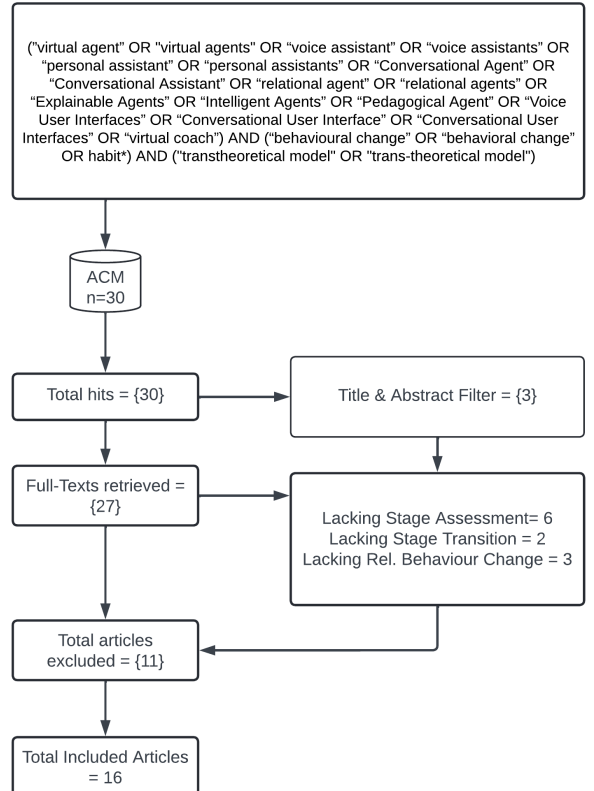 ("virtual agent” OR "virtual agents” OR “voice assistant” OR “voice assistants” OR
“personal assistant” OR “personal assistants” OR “Conversational Agent” OR
“Conversational Assistant” OR “relational agent” OR “relational agents” OR
“Explainable Agents” OR “Intelligent Agents” OR “Pedagogical Agent” OR “Voice
User Interfaces” OR “Conversational User Interface” OR “Conversational User
Interfaces” OR “virtual coach”) AND (“behavioural change” OR “behavioral change”
OR habit*) AND ("transtheoretical model" OR "trans-theoretical model")
ACM
n=30
Total hits = {30}
Title & Abstract Filter = {3}
Full-Texts retrieved =
{27}
Lacking Stage Assessment= 6
Lacking Stage Transition = 2
Lacking Rel. Behaviour Change = 3
Total articles
excluded = {11}
Total Included Articles
= 16